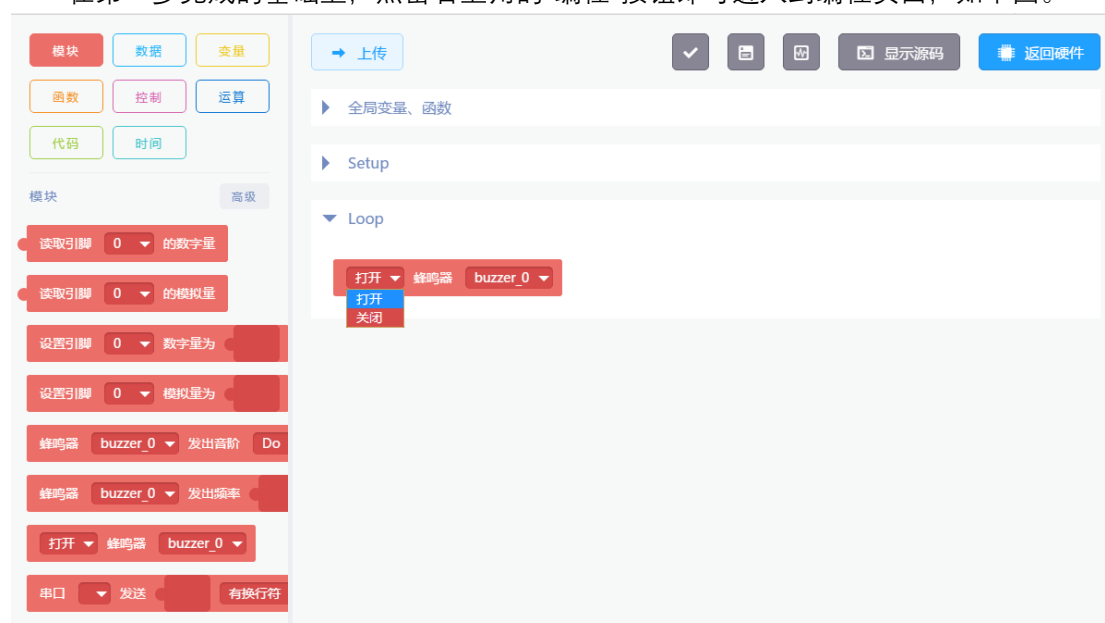 模块 数据 变量
函数 控制 运算
代码 时间
模块 高级
读取引脚 0 的数字量
读取引脚 0 的模拟量
设置引脚 0 数字量为
设置引脚 0 模拟量为
蜂鸣器 buzzer_0 发出音阶 Do
蜂鸣器 buzzer_0 发出频率
打开 蜂鸣器 buzzer_0
串口 发送 有换行符
上传 显示源码 返回硬件
全局变量、函数
Setup
Loop
打开 蜂鸣器 buzzer_0
打开
关闭